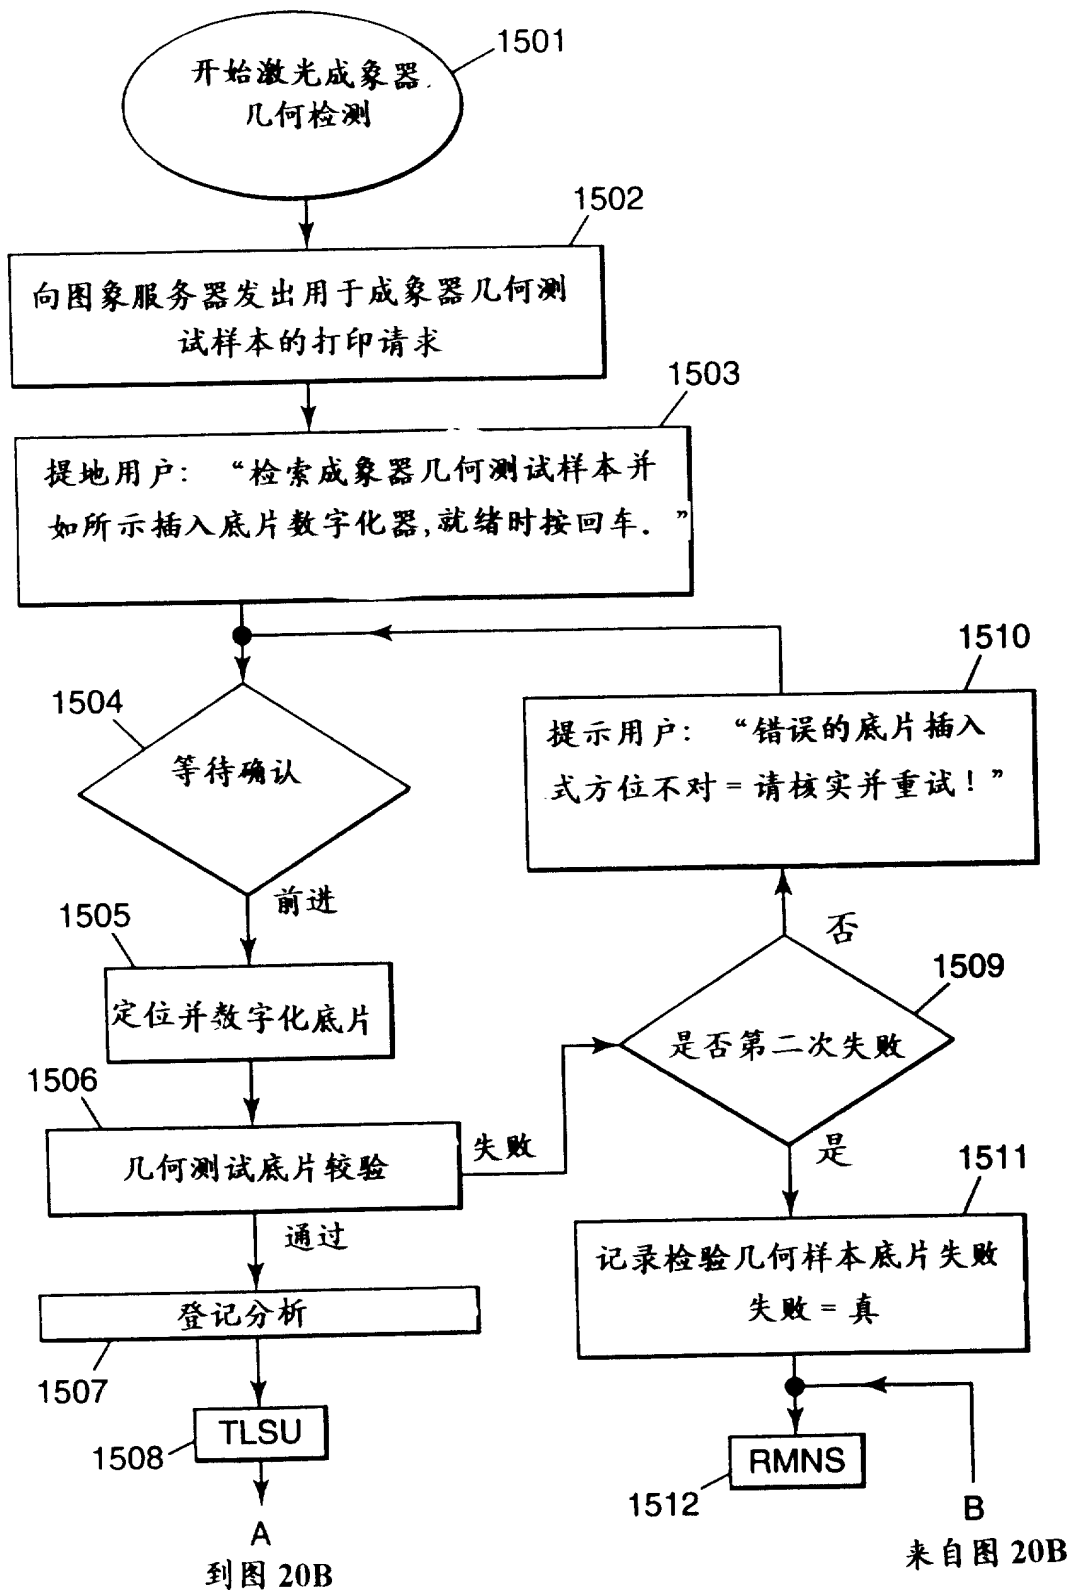 1501
开始激光成象器
几何检测
1502
向图象服务器发出用于成象器几何测
试样本的打印请求
1503
提地用户： “检索成象器几何测试样本并
如所示插入底片数字化器,就绪时按回车.”
1504
等待确认
前进
1510
提示用户： “错误的底片插入
式方位不对=请核实并重试!”
1505
定位并数字化底片
否
1509
是否第二次失败
1506
几何测试底片较验
失败
是
通过
1511
记录检验几何样本底片失败
失败=真
登记分析
1507
TLSU
1508
RMNS
1512
A
到图 20B
B
来自图 20B